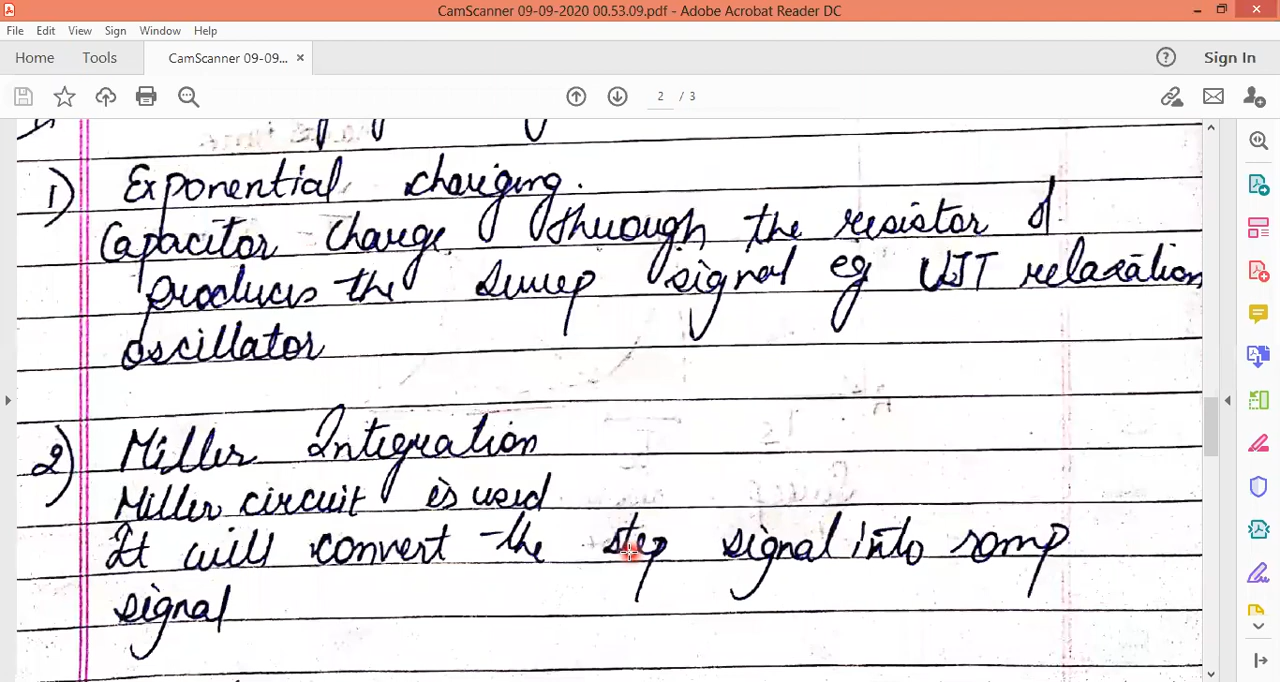 CamScanner 09-09-2020 00.53.09.pdf - Adobe Acrobat Reader DC
File Edit View Sign Window Help
Home Tools CamScanner 09-09... × Sign In
2 / 3
1) Exponential charging.
Capacitor charge through the resistor &
produces the sweep signal eg UJT relaxation
oscillator
2) Miller Integration
Miller circuit is used
It will convert the step signal into ramp
signal